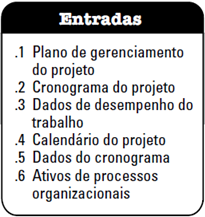 Entradas
.1 Plano de gerenciamento
do projeto
.2 Cronograma do projeto
.3 Dados de desempenho do
trabalho
.4 Calendário do projeto
.5 Dados do cronograma
.6 Ativos de processos
organizacionais